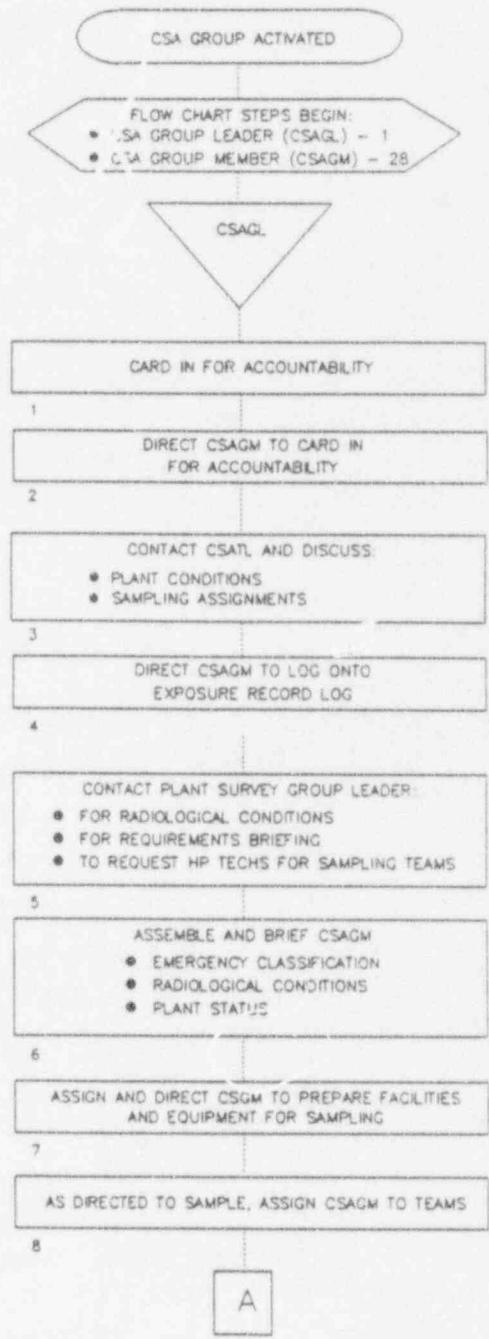 CSA GROUP ACTIVATED
FLOW CHART STEPS BEGIN:
● CSA GROUP LEADER (CSAGL) – 1
● CSA GROUP MEMBER (CSAGM) – 28
CSAGL
CARD IN FOR ACCOUNTABILITY
1
DIRECT CSAGM TO CARD IN
FOR ACCOUNTABILITY
2
CONTACT CSATL AND DISCUSS:
● PLANT CONDITIONS
● SAMPLING ASSIGNMENTS
3
DIRECT CSAGM TO LOG ONTO
EXPOSURE RECORD LOG
4
CONTACT PLANT SURVEY GROUP LEADER:
● FOR RADIOLOGICAL CONDITIONS
● FOR REQUIREMENTS BRIEFING
● TO REQUEST HP TECHS FOR SAMPLING TEAMS
5
ASSEMBLE AND BRIEF CSAGM
● EMERGENCY CLASSIFICATION
● RADIOLOGICAL CONDITIONS
● PLANT STATUS
6
ASSIGN AND DIRECT CSGM TO PREPARE FACILITIES
AND EQUIPMENT FOR SAMPLING
7
AS DIRECTED TO SAMPLE, ASSIGN CSAGM TO TEAMS
8
A